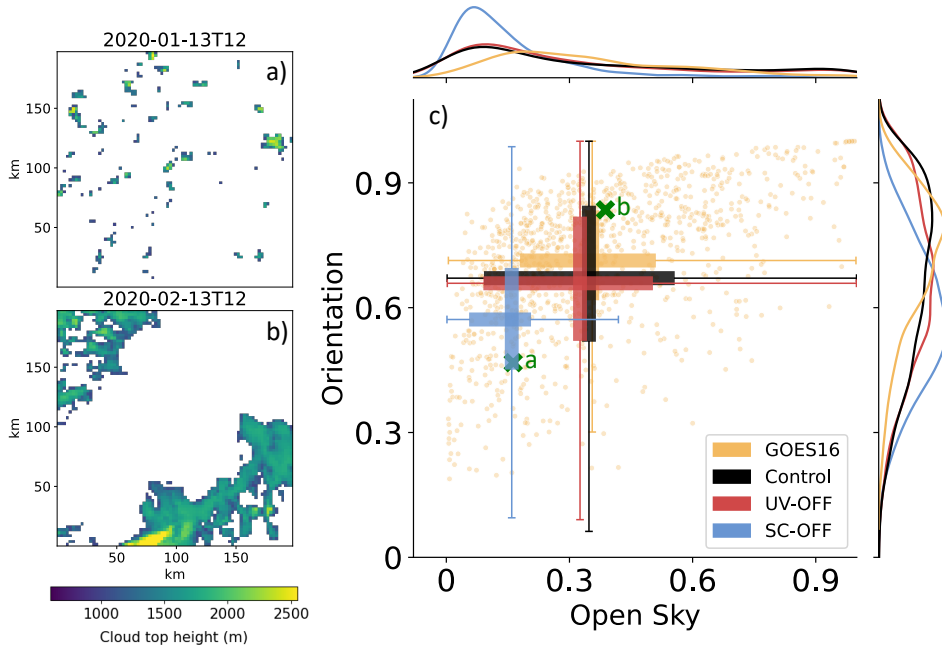 2020-01-13T12
a)
150
100
50
km
2020-02-13T12
b)
150
100
50
km
50
100
150
km
1000
1500
2000
2500
Cloud top height (m)
c)
0.9
0.6
0.3
0
Orientation
b
a
GOES16
Control
UV-OFF
SC-OFF
0
0.3
0.6
0.9
Open Sky